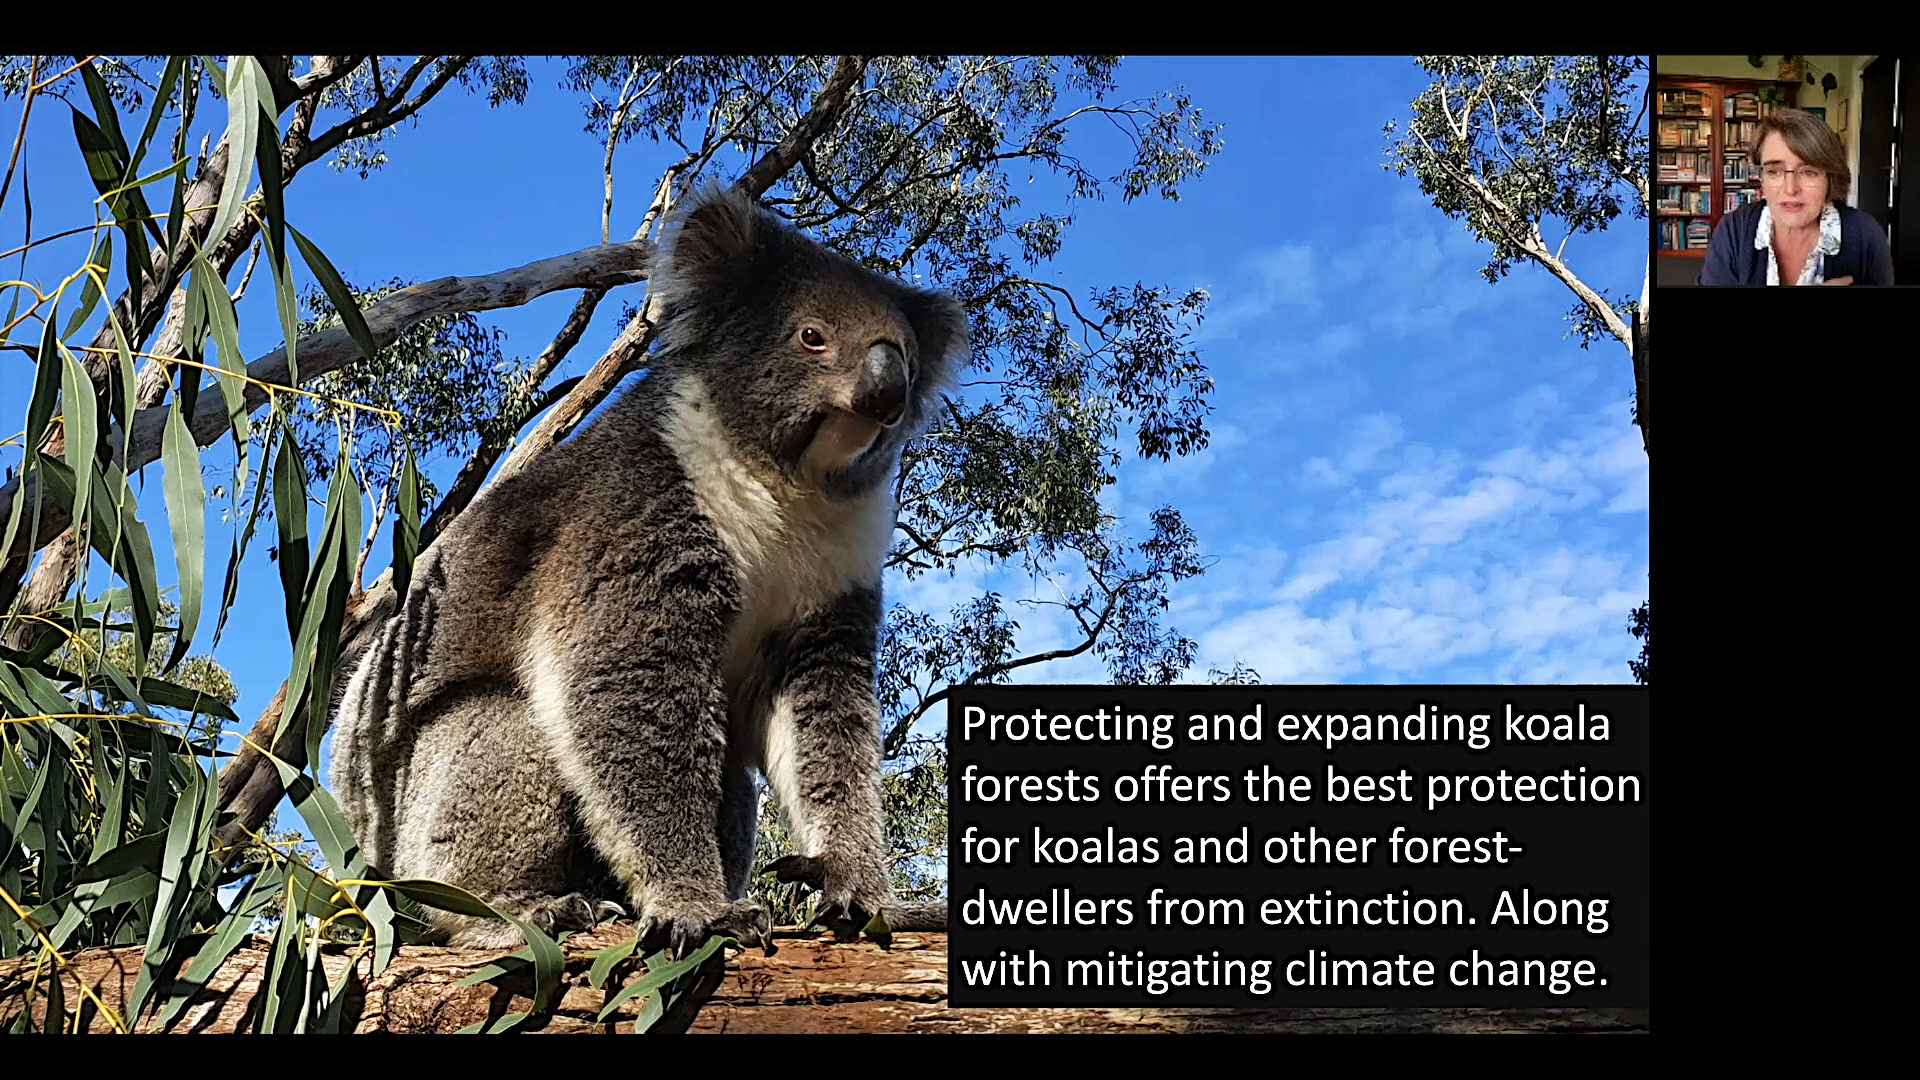 Protecting and expanding koala
forests offers the best protection
for koalas and other forest-
dwellers from extinction. Along
with mitigating climate change.